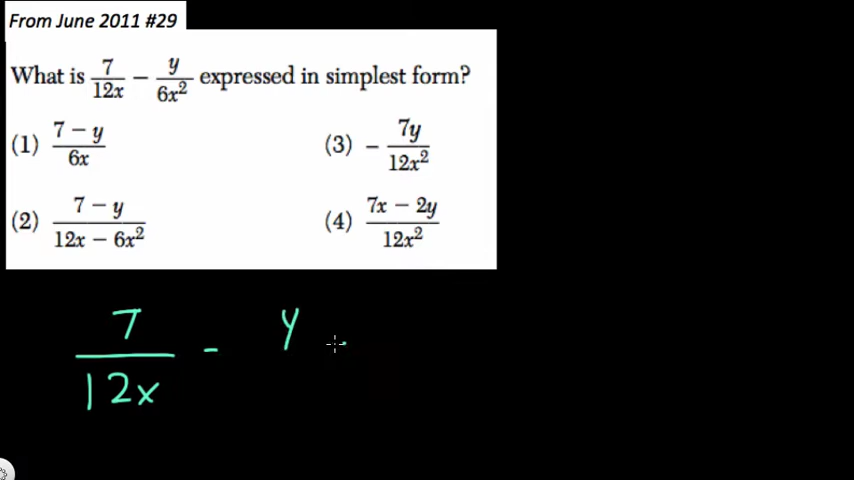 From June 2011 #29
What is 7/12x − y/6x² expressed in simplest form?
(1) 7 − y/6x
(3) − 7y/12x²
(2) 7 − y/12x − 6x²
(4) 7x − 2y/12x²
7/12x - y